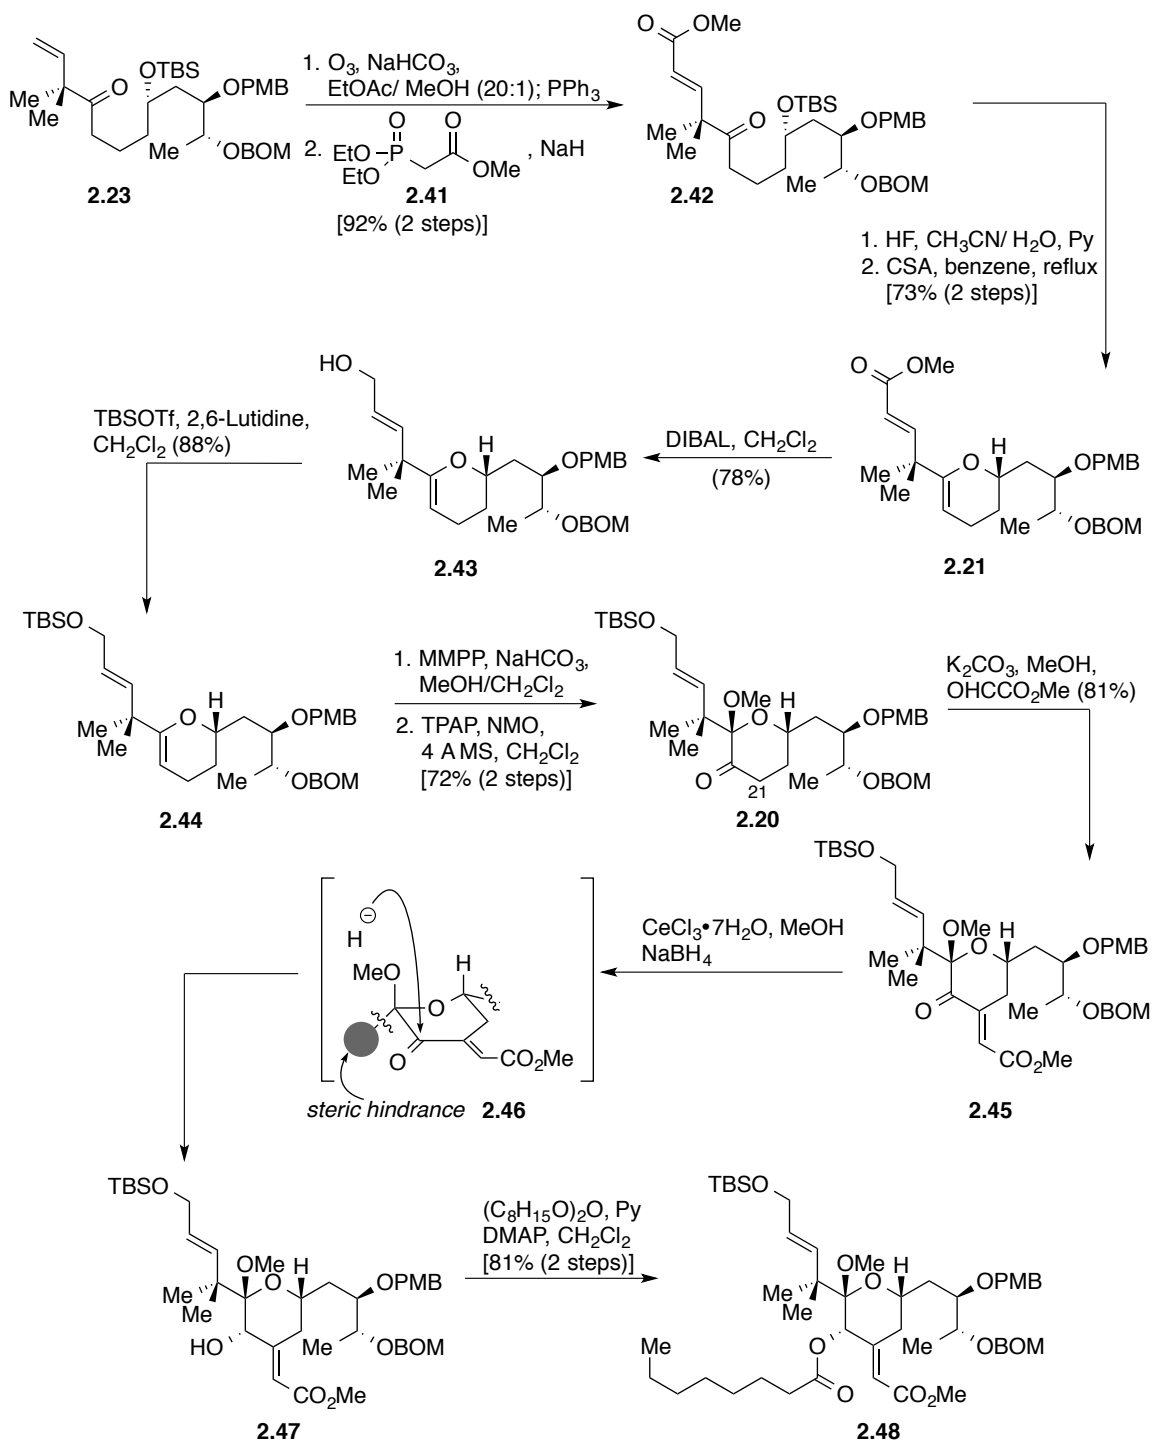 OTBS
O
OPMB
Me
Me
Me
OBOM
2.23
1. O3, NaHCO3,
EtOAc/ MeOH (20:1); PPh3
2.
O
O
EtO
P
EtO
OMe
, NaH
2.41
[92% (2 steps)]
O
OMe
OTBS
O
OPMB
Me
Me
Me
OBOM
2.42
1. HF, CH3CN/ H2O, Py
2. CSA, benzene, reflux
[73% (2 steps)]
O
OMe
H
O
OPMB
Me
Me
Me
OBOM
2.21
DIBAL, CH2Cl2
(78%)
HO
H
O
OPMB
Me
Me
Me
OBOM
2.43
TBSOTf, 2,6-Lutidine,
CH2Cl2 (88%)
TBSO
H
O
OPMB
Me
Me
Me
OBOM
2.44
1. MMPP, NaHCO3,
MeOH/CH2Cl2
2. TPAP, NMO,
4 A MS, CH2Cl2
[72% (2 steps)]
TBSO
OMe
H
O
OPMB
Me
Me
O
21
Me
OBOM
2.20
K2CO3, MeOH,
OHCCO2Me (81%)
TBSO
OMe
H
O
OPMB
Me
Me
O
Me
OBOM
CO2Me
2.45
CeCl3•7H2O, MeOH
NaBH4
−
H
MeO
H
O
O
CO2Me
steric hindrance
2.46
TBSO
OMe
H
O
OPMB
Me
Me
HO
Me
OBOM
CO2Me
2.47
(C8H15O)2O, Py
DMAP, CH2Cl2
[81% (2 steps)]
TBSO
OMe
H
O
OPMB
Me
Me
Me
O
O
Me
OBOM
CO2Me
2.48